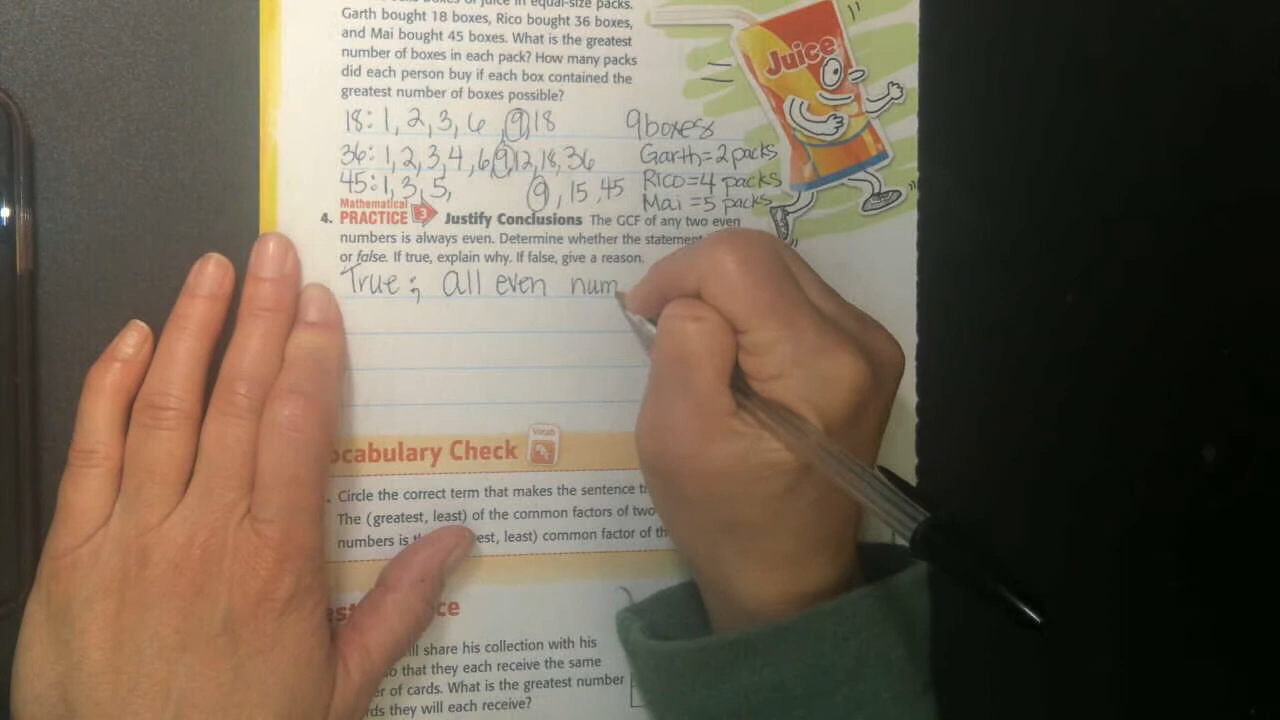 boxes of juice in equal-size packs.
Garth bought 18 boxes, Rico bought 36 boxes,
and Mai bought 45 boxes. What is the greatest
number of boxes in each pack? How many packs
did each person buy if each box contained the
greatest number of boxes possible?
Juice
18: 1, 2, 3, 6, 9, 18 9 boxes
36: 1, 2, 3, 4, 6, 9, 12, 18, 36 Garth = 2 packs
45: 1, 3, 5, 9, 15, 45 Rico = 4 packs
Mai = 5 packs
4. Mathematical PRACTICE 3 Justify Conclusions The GCF of any two even
numbers is always even. Determine whether the statement
or false. If true, explain why. If false, give a reason.
True; all even num
Vocabulary Check Vocab
Circle the correct term that makes the sentence
The (greatest, least) of the common factors of two
numbers is least) common factor of
share his collection with his
that they each receive the same
of cards. What is the greatest number
they will each receive?